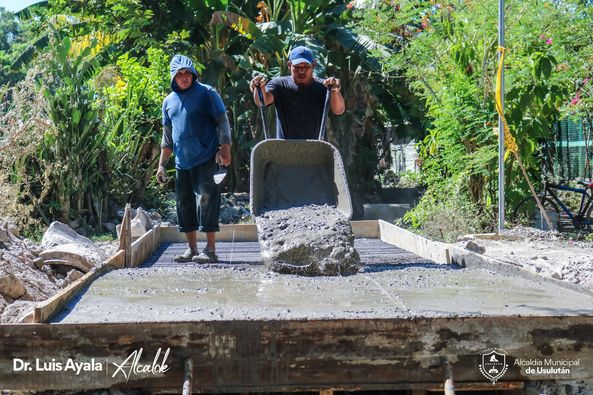 Dr. Luis Ayala Alcalde
Alcaldía Municipal
de Usulután